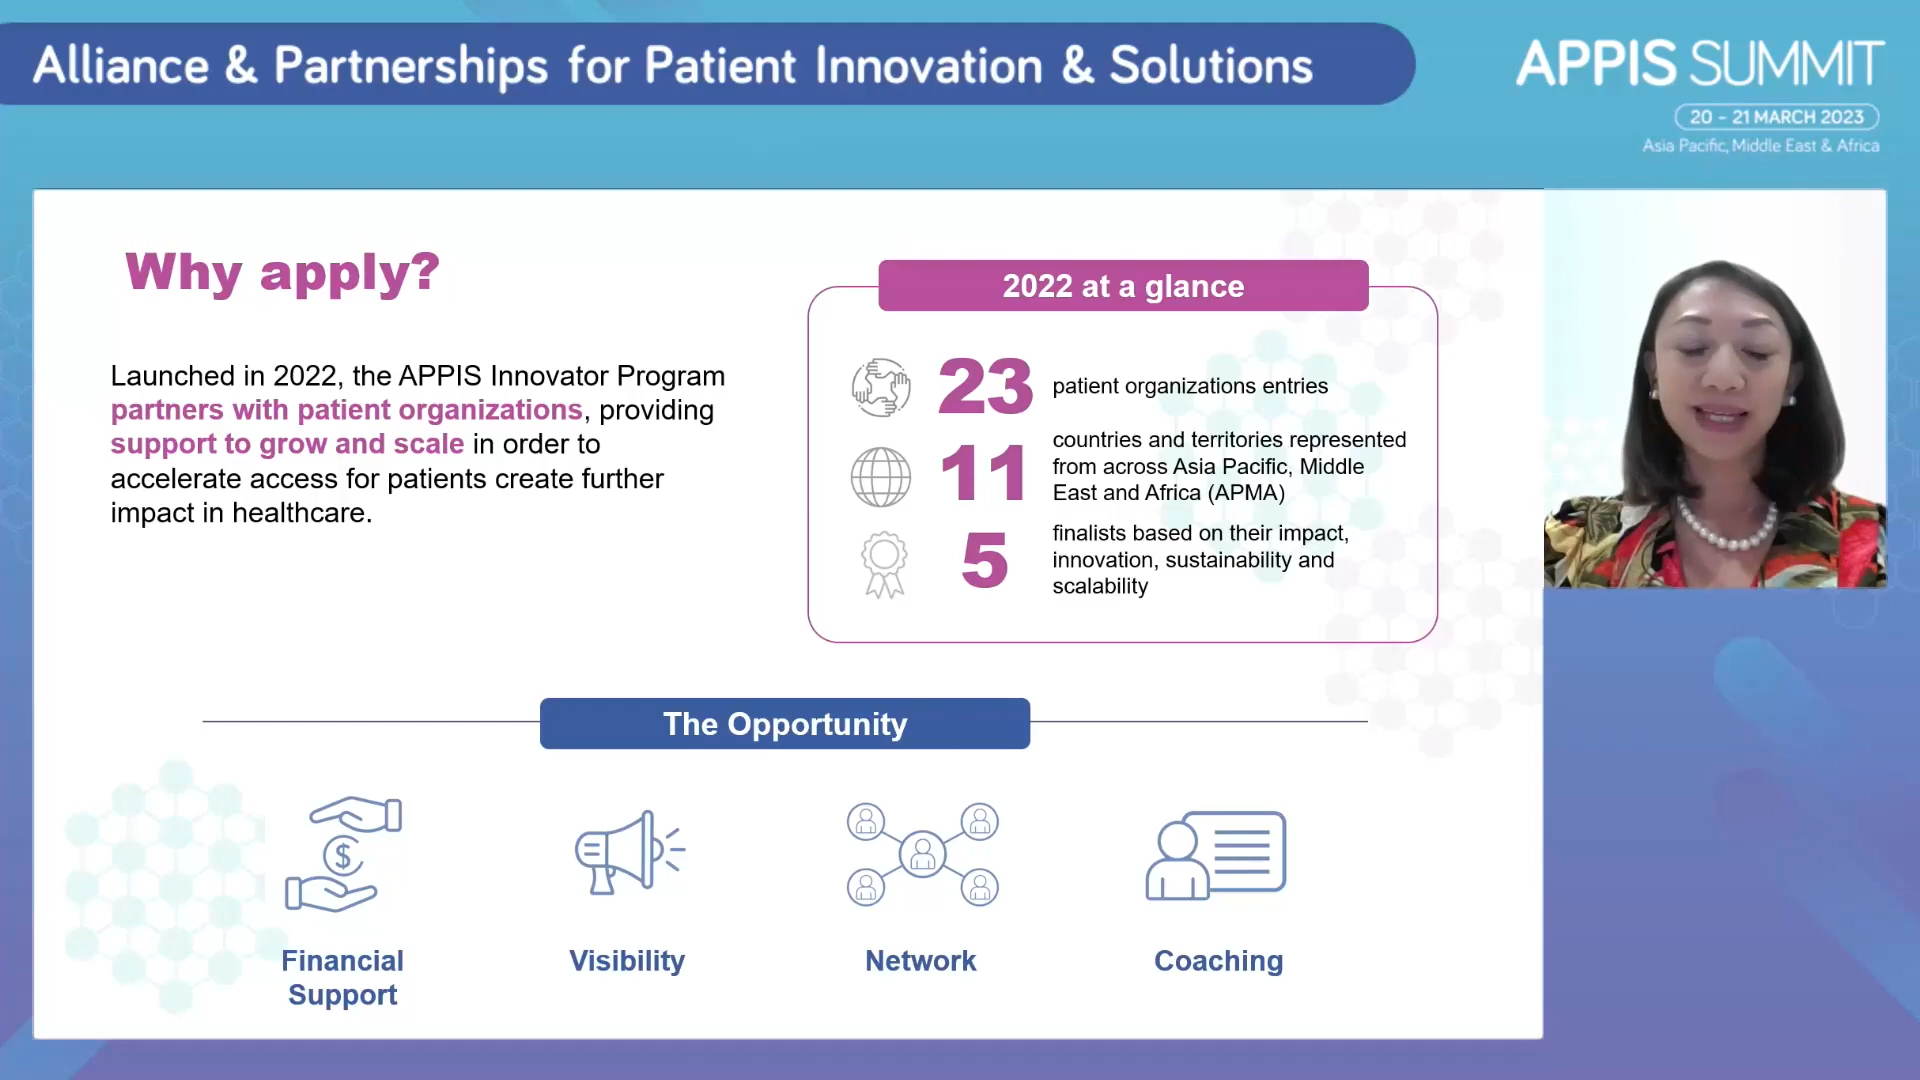 Alliance & Partnerships for Patient Innovation & Solutions
APPIS SUMMIT
20 - 21 MARCH 2023
Asia Pacific, Middle East & Africa
Why apply?
Launched in 2022, the APPIS Innovator Program
partners with patient organizations, providing
support to grow and scale in order to
accelerate access for patients create further
impact in healthcare.
2022 at a glance
23 patient organizations entries
11 countries and territories represented
from across Asia Pacific, Middle
East and Africa (APMA)
5 finalists based on their impact,
innovation, sustainability and
scalability
The Opportunity
$
Financial
Support
Visibility
Network
Coaching